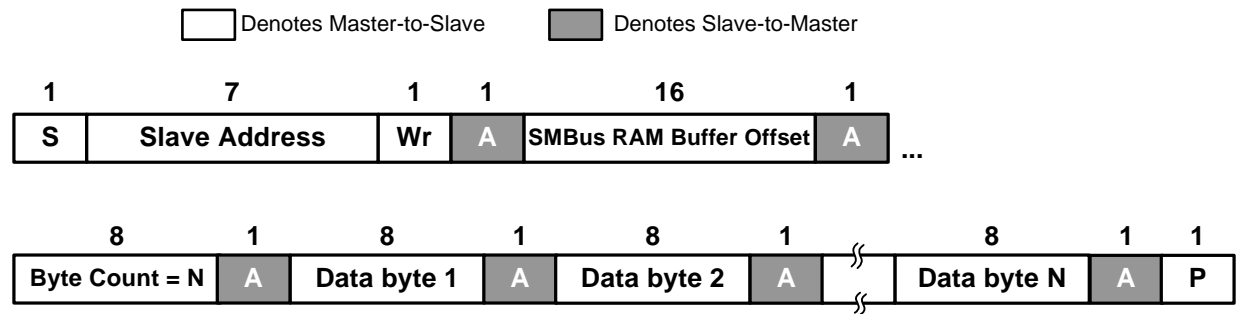 Denotes Master-to-Slave Denotes Slave-to-Master
1 7 1 1 16 1
S Slave Address Wr A SMBus RAM Buffer Offset A ...
8 1 8 1 8 1 8 1 1
Byte Count = N A Data byte 1 A Data byte 2 A Data byte N A P